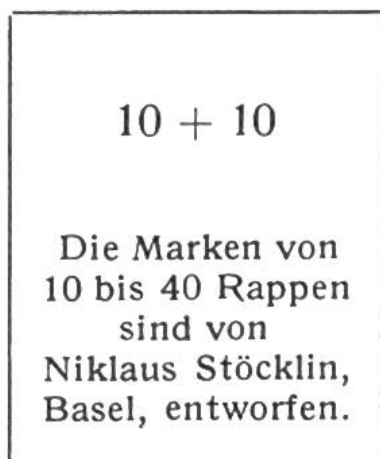 10 + 10
Die Marken von
10 bis 40 Rappen
sind von
Niklaus Stöcklin,
Basel, entworfen.